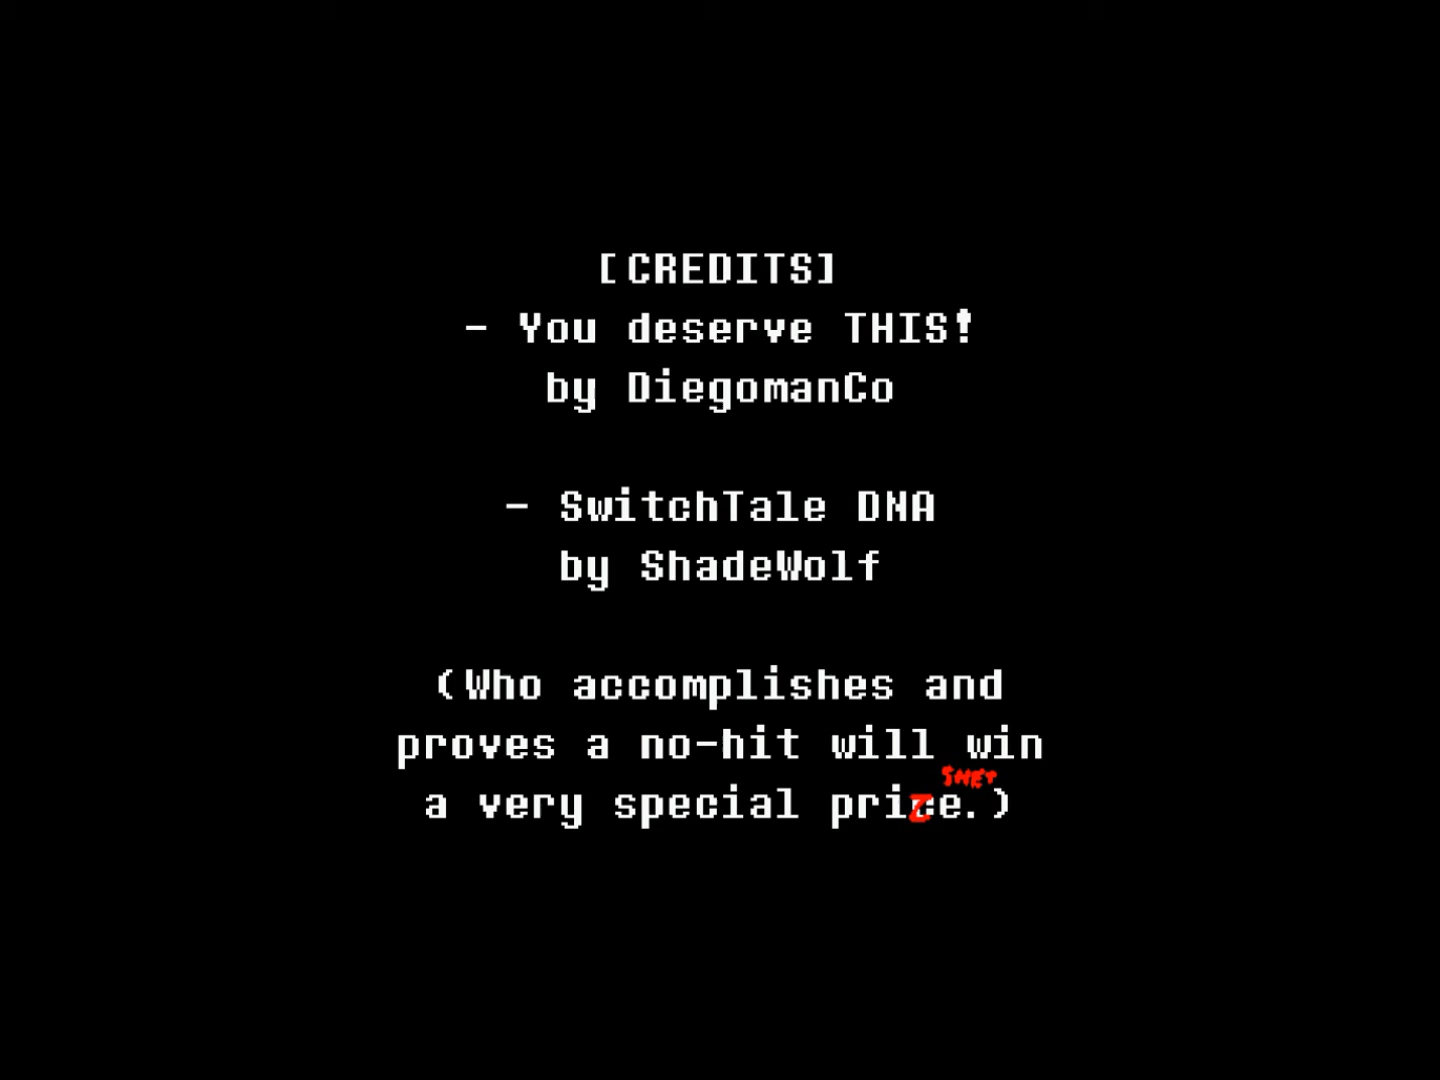 [CREDITS]
- You deserve THIS!
by DiegomanCo
- SwitchTale DNA
by ShadeWolf
(Who accomplishes and
proves a no-hit will win
SHET
a very special prize.)